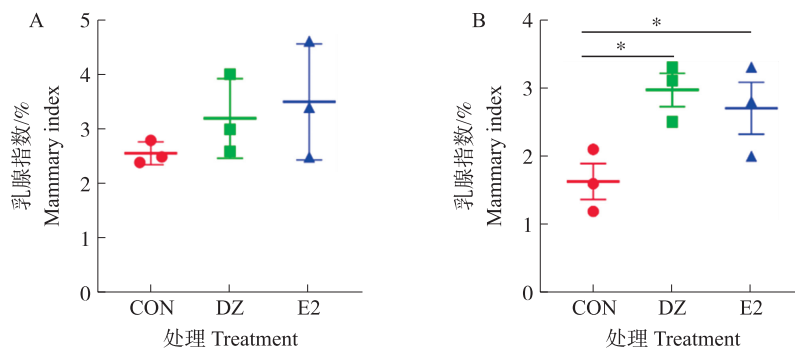 A
乳腺指数/%
Mammary index
5
4
3
2
1
0
CON DZ E2
处理 Treatment
B
乳腺指数/%
Mammary index
4
3
2
1
0
*
*
CON DZ E2
处理 Treatment